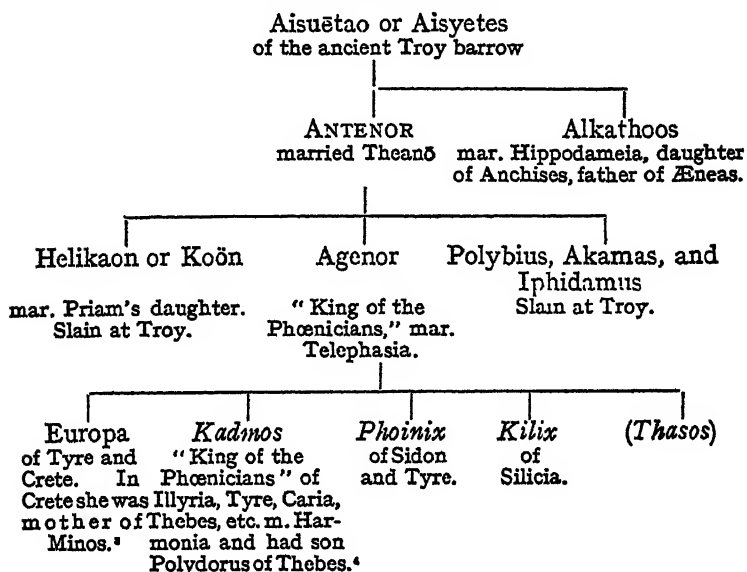 Aisuētao or Aisyetes
of the ancient Troy barrow
ANTENOR
married Theanō
Alkathoos
mar. Hippodameia, daughter
of Anchises, father of Æneas.
Helikaon or Koön
mar. Priam's daughter.
Slain at Troy.
Agenor
"King of the
Phœnicians," mar.
Telephasia.
Polybius, Akamas, and
Iphidamus
Slain at Troy.
Europa
of Tyre and
Crete. In
Crete she was
mother of
Minos.³
Kadmos
"King of the
Phœnicians" of
Illyria, Tyre, Caria,
Thebes, etc. m. Har-
monia and had son
Polydorus of Thebes.⁴
Phoinix
of Sidon
and Tyre.
Kilix
of
Silicia.
(Thasos)